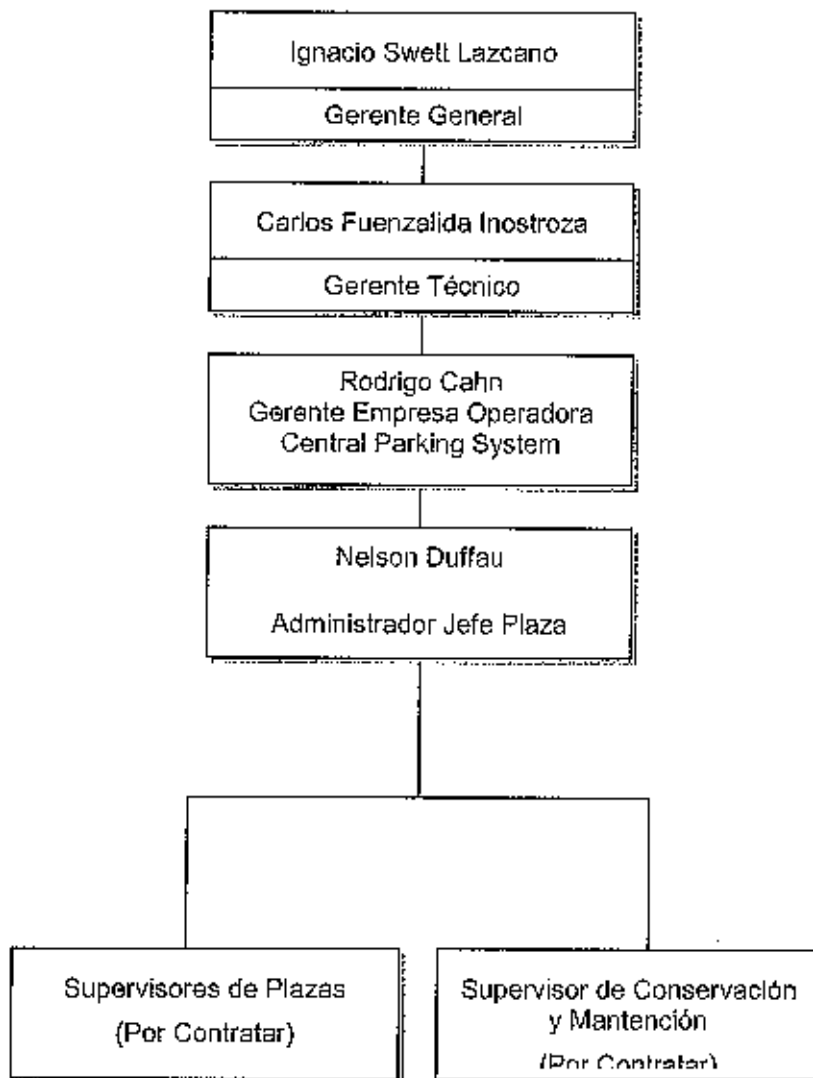 Ignacio Swett Lazcano
Gerente General
Carlos Fuenzalida Inostroza
Gerente Técnico
Rodrigo Cahn
Gerente Empresa Operadora
Central Parking System
Nelson Duffau
Administrador Jefe Plaza
Supervisores de Plazas
(Por Contratar)
Supervisor de Conservación
y Mantención
(Por Contratar)